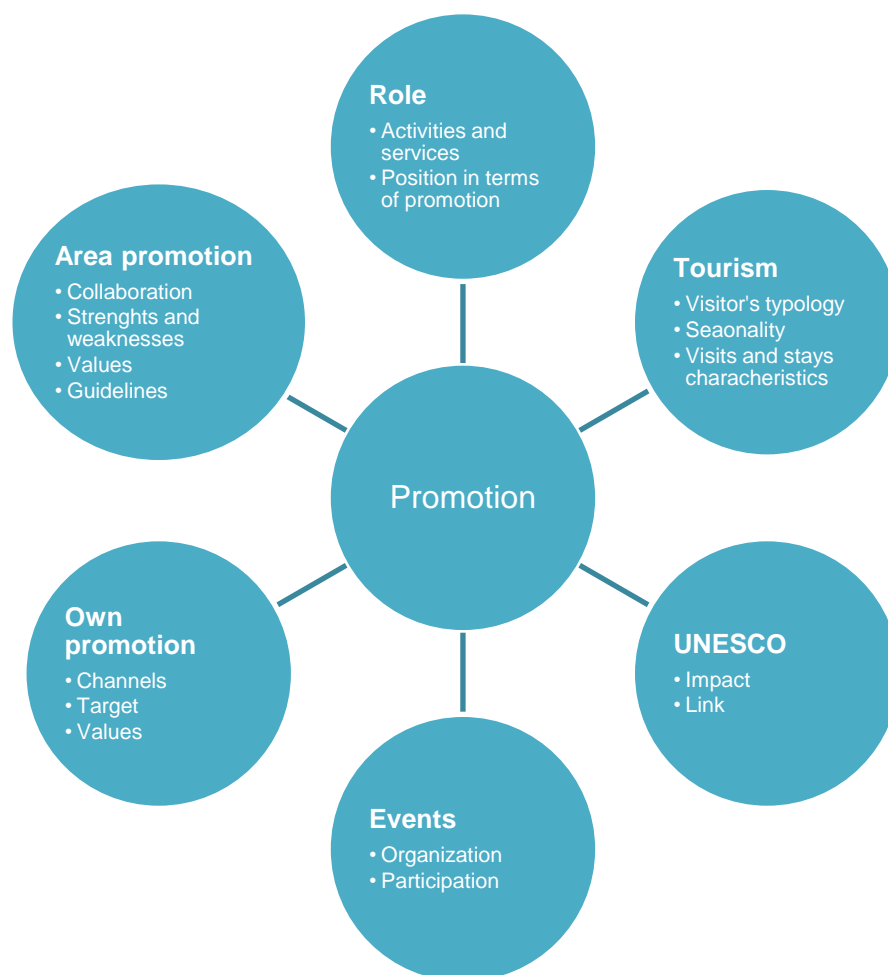 Role
• Activities and
services
• Position in terms
of promotion
Tourism
• Visitor's typology
• Seaonality
• Visits and stays
characheristics
UNESCO
• Impact
• Link
Events
• Organization
• Participation
Own
promotion
• Channels
• Target
• Values
Area promotion
• Collaboration
• Strenghts and
weaknesses
• Values
• Guidelines
Promotion